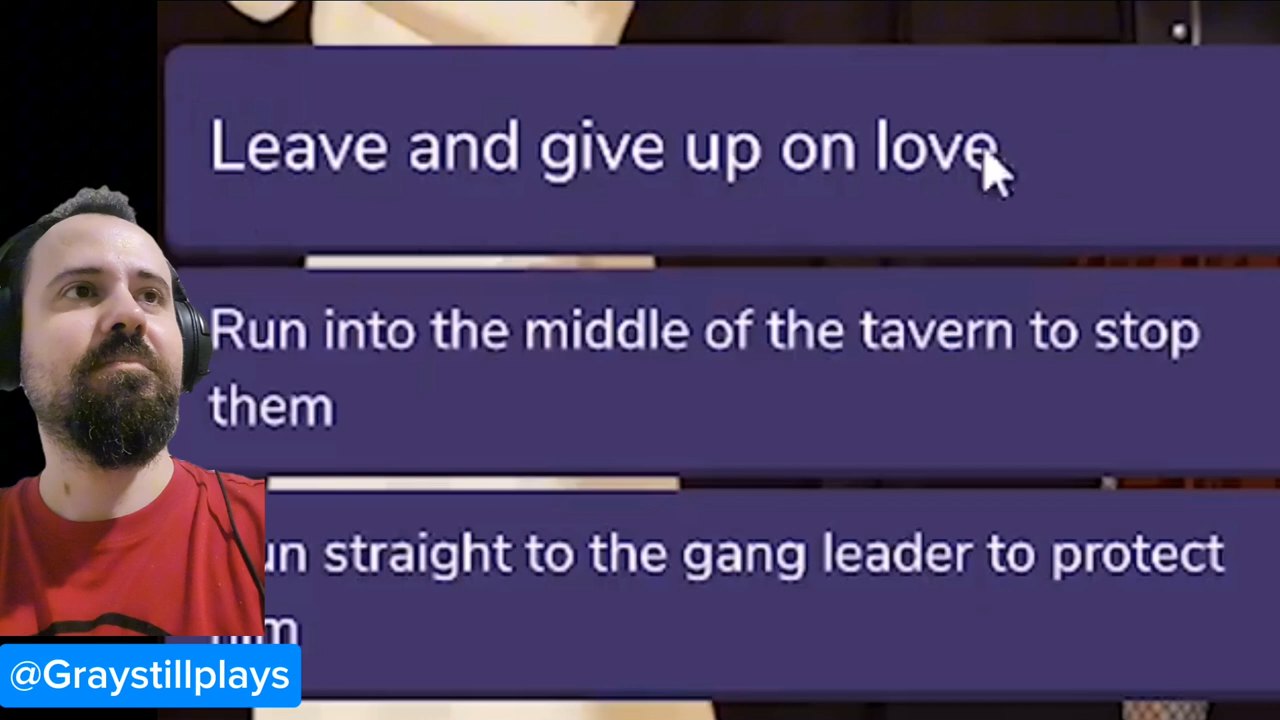 Leave and give up on love
Run into the middle of the tavern to stop
them
straight to the gang leader to protect
@Graystillplays